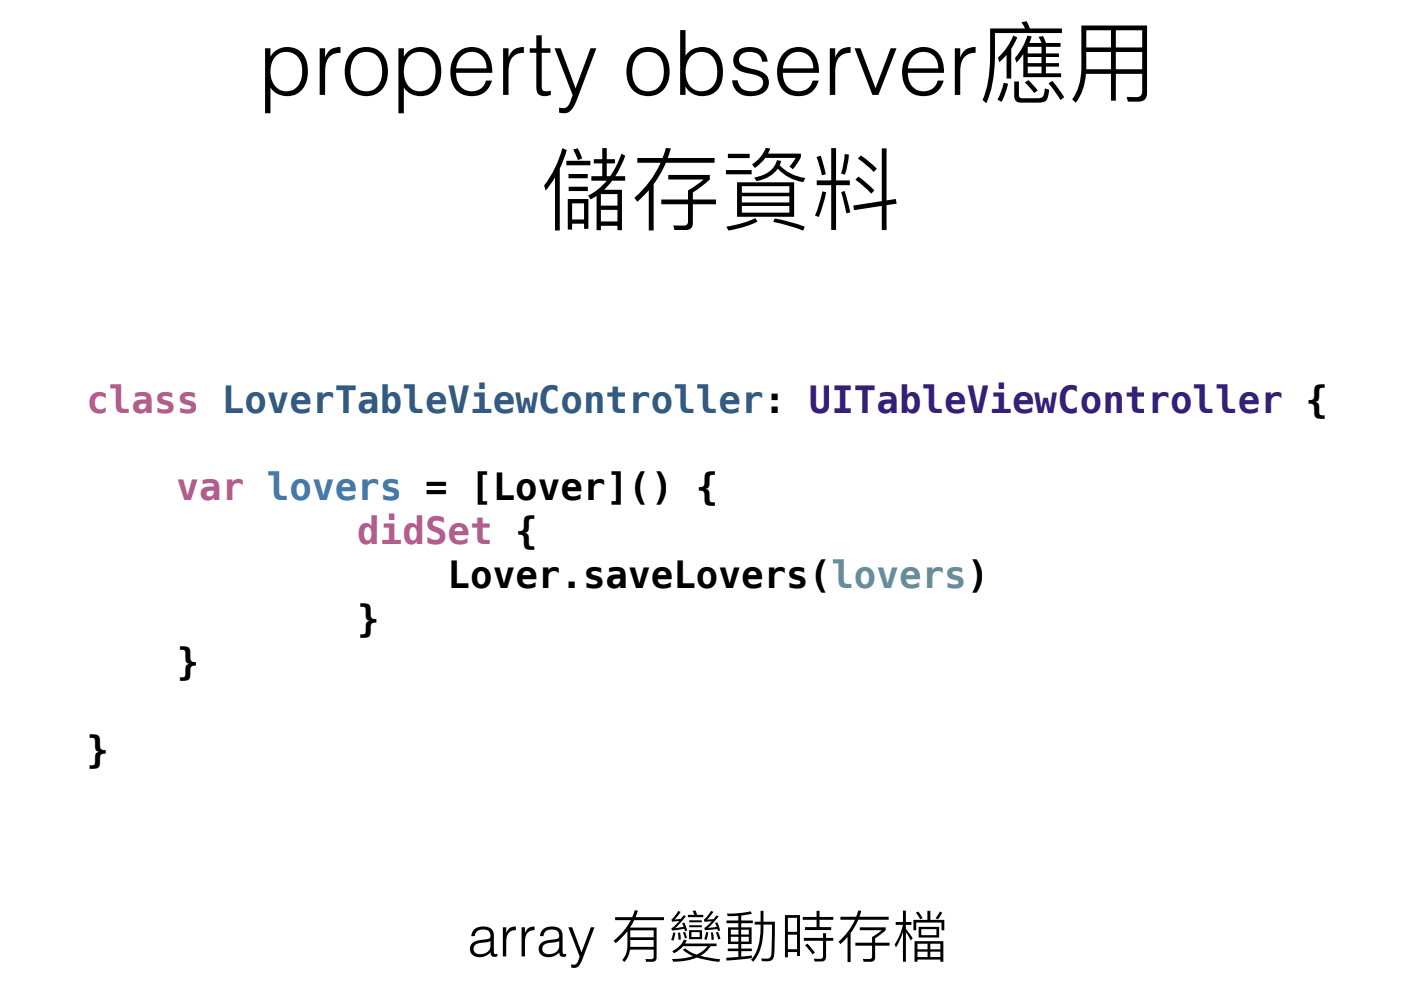 property observer應用
儲存資料
class LoverTableViewController: UITableViewController {
var lovers = [Lover]() {
didSet {
Lover.saveLovers(lovers)
}
}
}
array 有變動時存檔